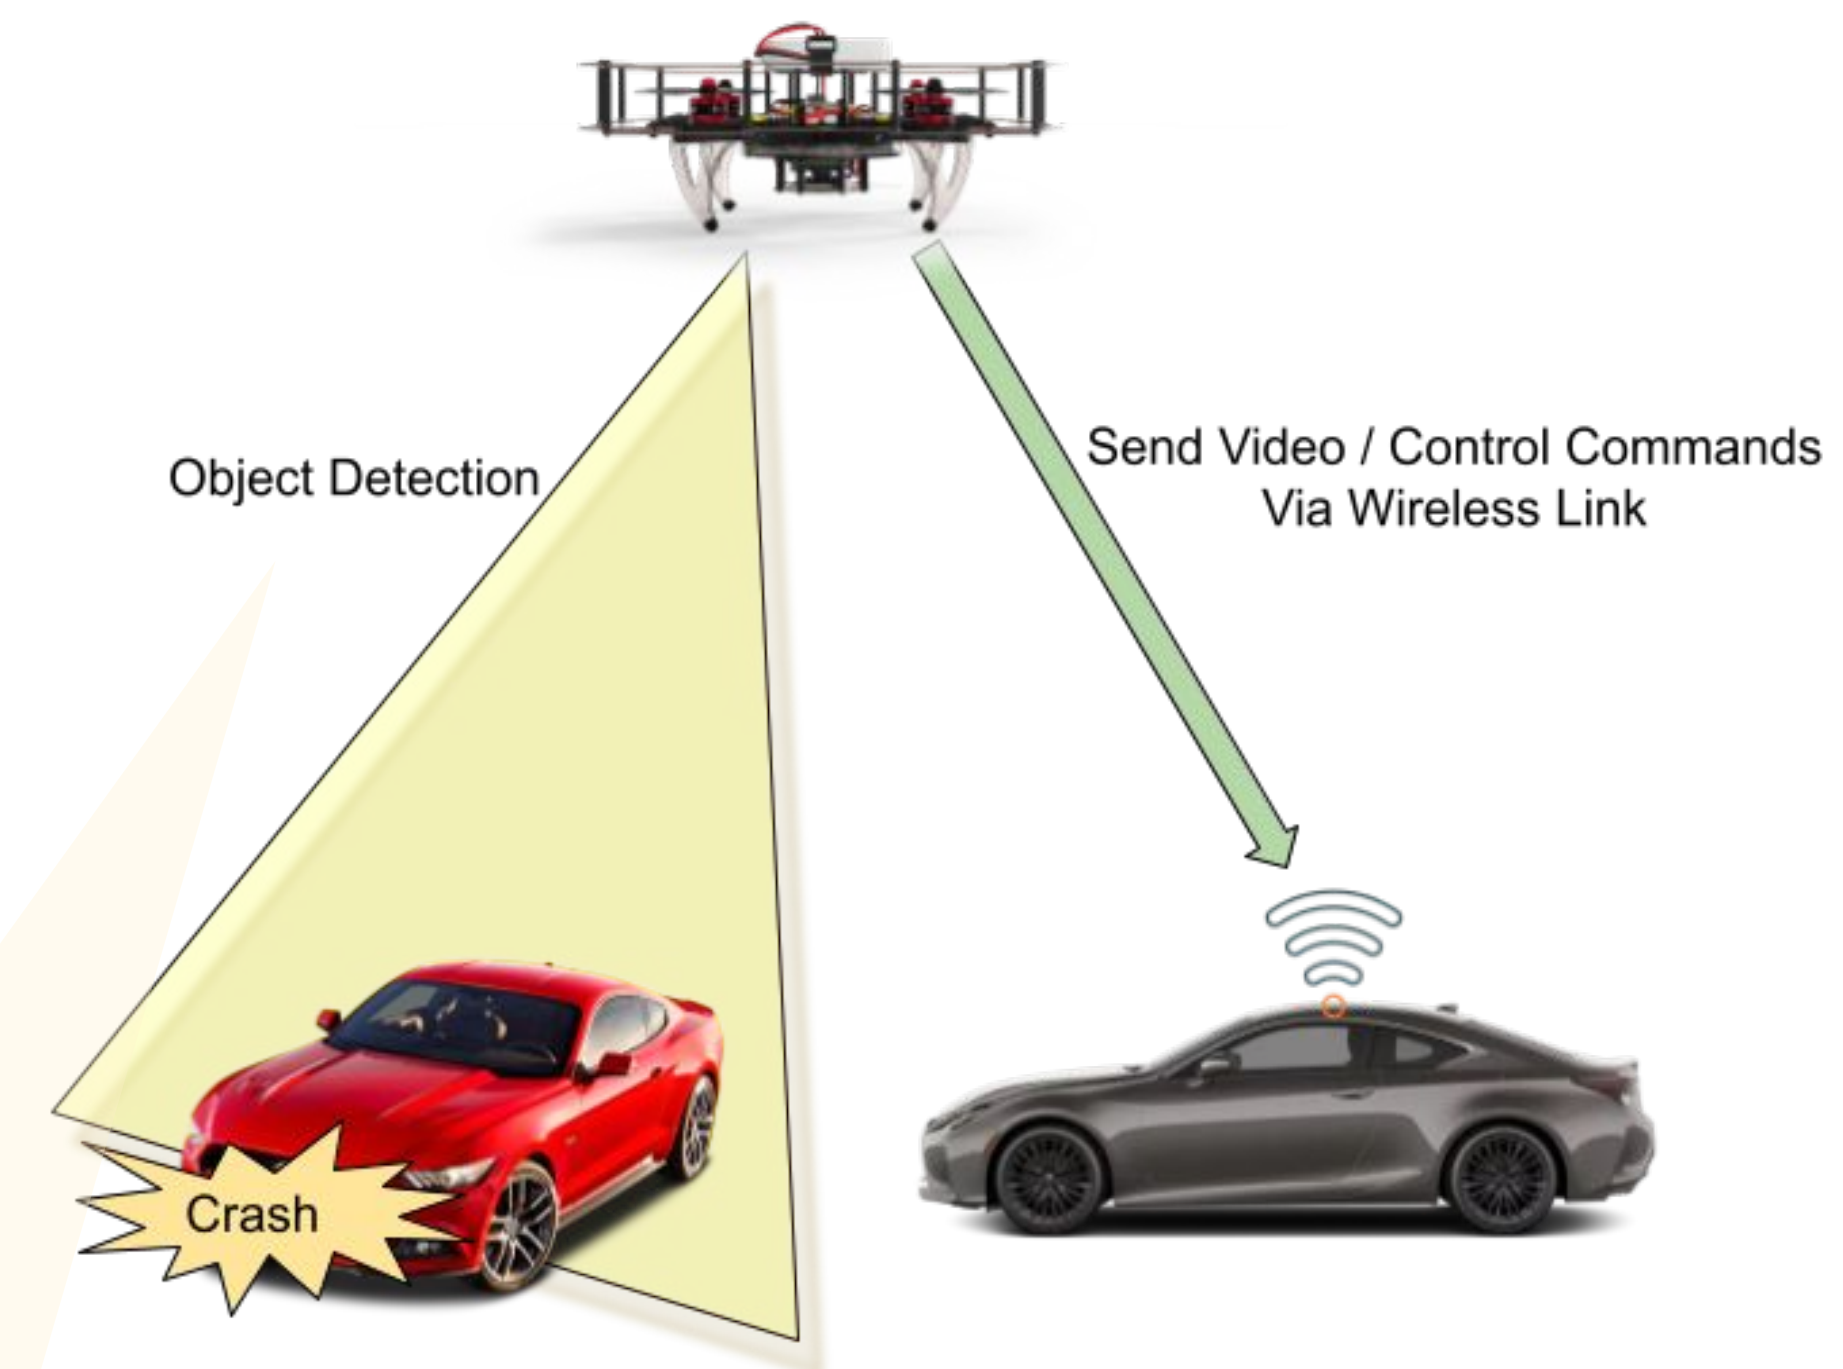 Object Detection
Send Video / Control Commands
Via Wireless Link
Crash